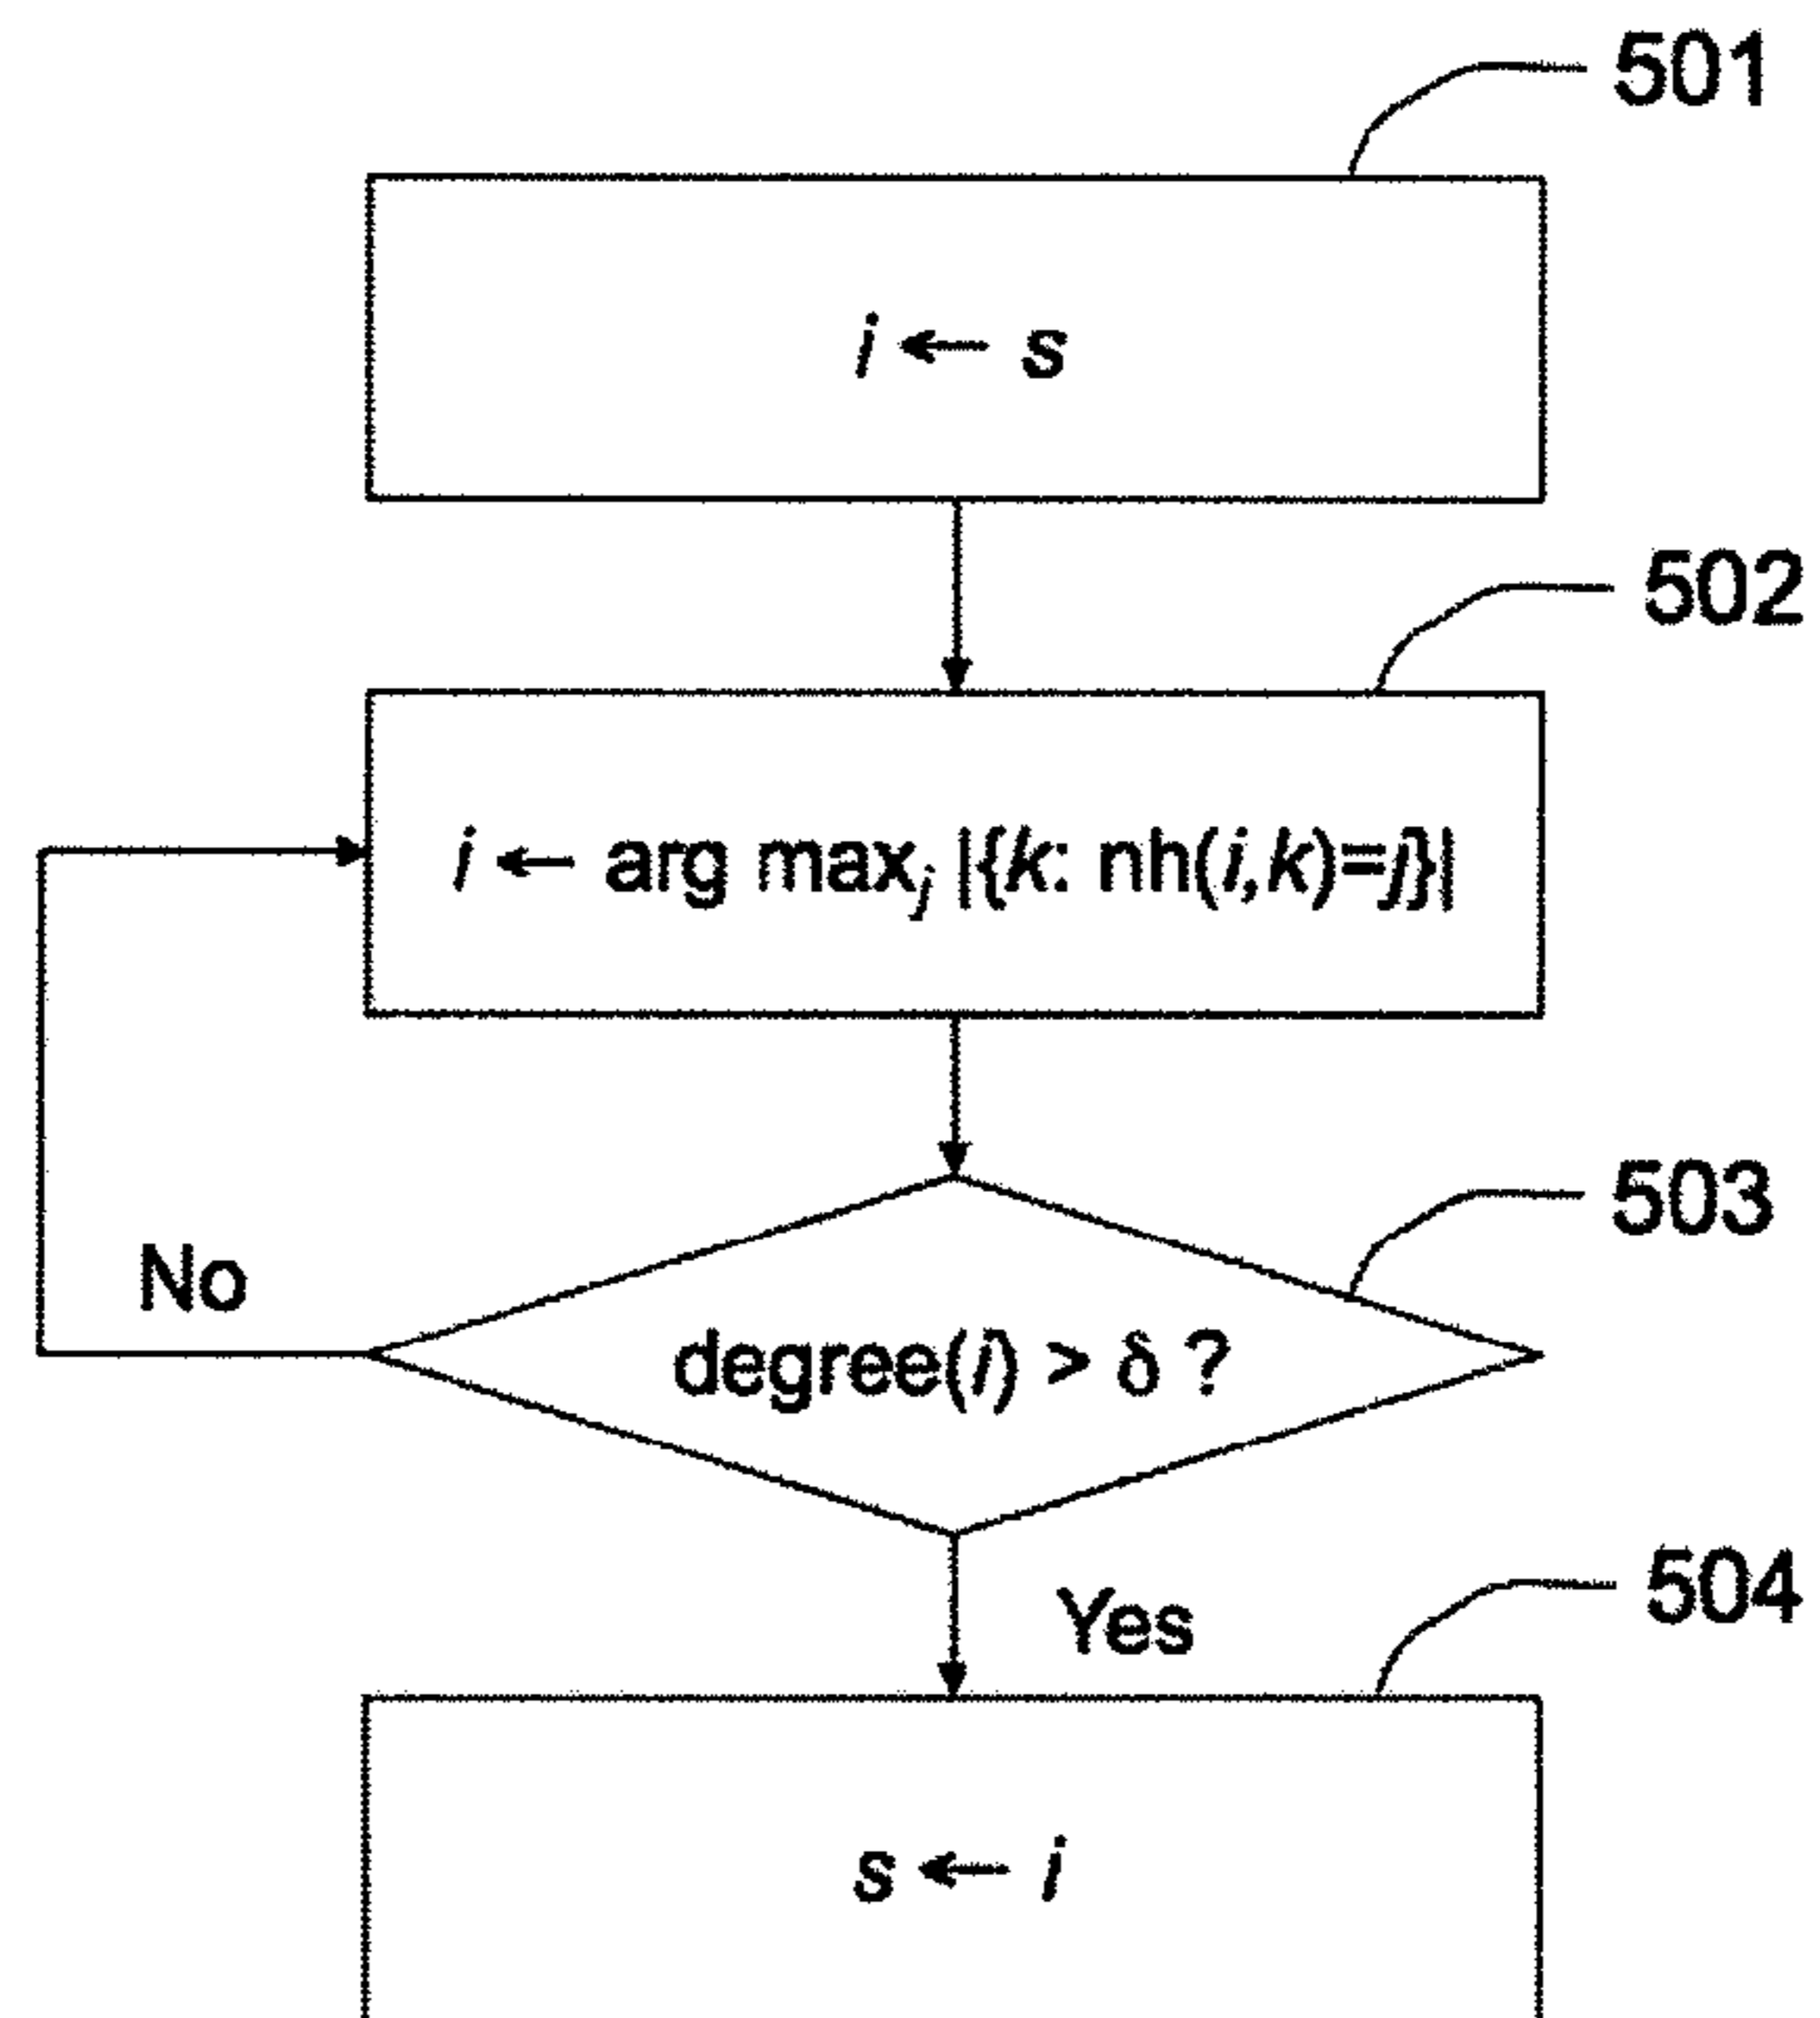 501
i ← s
502
i ← arg maxj |{k: nh(i,k)=j}|
503
No
degree(i) > δ ?
504
Yes
s ← i